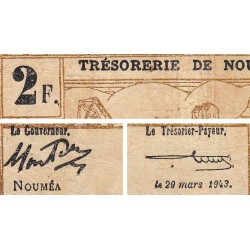 TRÉSORERIE DE NOU
2F.
Le Gouverneur,
Le Trésorier-Payeur,
NOUMÉA
le 29 mars 1943.